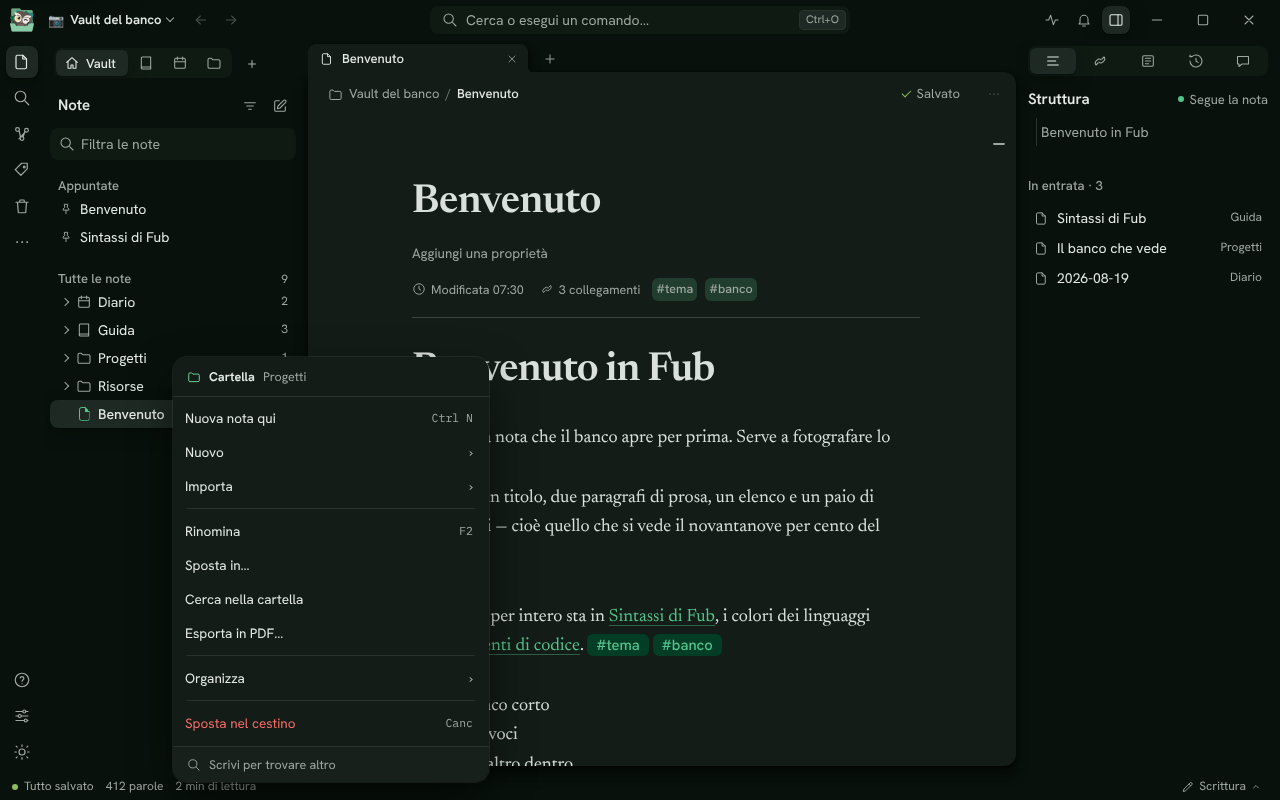 Vault del banco
Cerca o esegui un comando…
Ctrl+O
Vault
Note
Filtra le note
Appuntate
Benvenuto
Sintassi di Fub
Tutte le note 9
Diario 2
Guida 3
Progetti
Risorse
Benvenuto
Cartella Progetti
Nuova nota qui Ctrl N
Nuovo
Importa
Rinomina F2
Sposta in…
Cerca nella cartella
Esporta in PDF…
Organizza
Sposta nel cestino Canc
Scrivi per trovare altro
Benvenuto
Vault del banco / Benvenuto
Salvato
Benvenuto
Aggiungi una proprietà
Modificata 07:30 3 collegamenti #tema #banco
venuto in Fub
nota che il banco apre per prima. Serve a fotografare lo
n titolo, due paragrafi di prosa, un elenco e un paio di
i – cioè quello che si vede il novantanove per cento del
per intero sta in Sintassi di Fub, i colori dei linguaggi
nti di codice. #tema #banco
co corto
voci
altro dentro
Struttura
Segue la nota
Benvenuto in Fub
In entrata · 3
Sintassi di Fub Guida
Il banco che vede Progetti
2026-08-19 Diario
Tutto salvato 412 parole 2 min di lettura
Scrittura